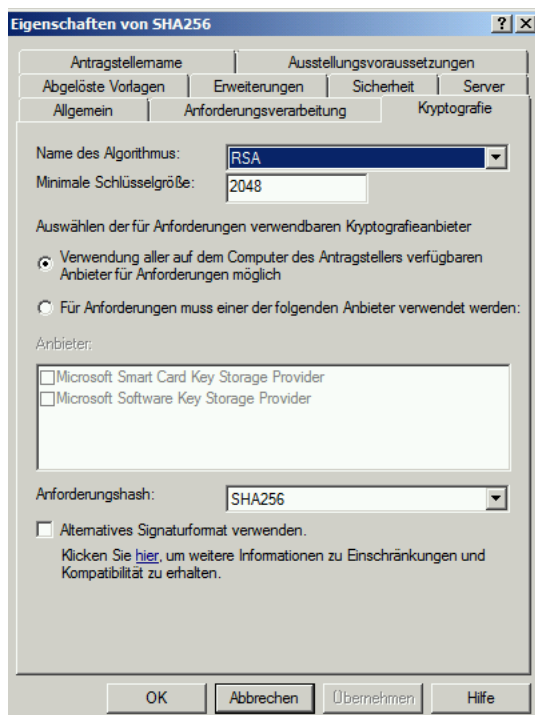 Eigenschaften von SHA256
Antragstellername
Ausstellungsvoraussetzungen
Abgelöste Vorlagen
Erweiterungen
Sicherheit
Server
Allgemein
Anforderungsverarbeitung
Kryptografie
Name des Algorithmus:
RSA
Minimale Schlüsselgröße:
2048
Auswählen der für Anforderungen verwendbaren Kryptografieanbieter
Verwendung aller auf dem Computer des Antragstellers verfügbaren
Anbieter für Anforderungen möglich
Für Anforderungen muss einer der folgenden Anbieter verwendet werden:
Anbieter:
Microsoft Smart Card Key Storage Provider
Microsoft Software Key Storage Provider
Anforderungshash:
SHA256
Alternatives Signaturformat verwenden.
Klicken Sie hier, um weitere Informationen zu Einschränkungen und
Kompatibilität zu erhalten.
OK
Abbrechen
Übernehmen
Hilfe